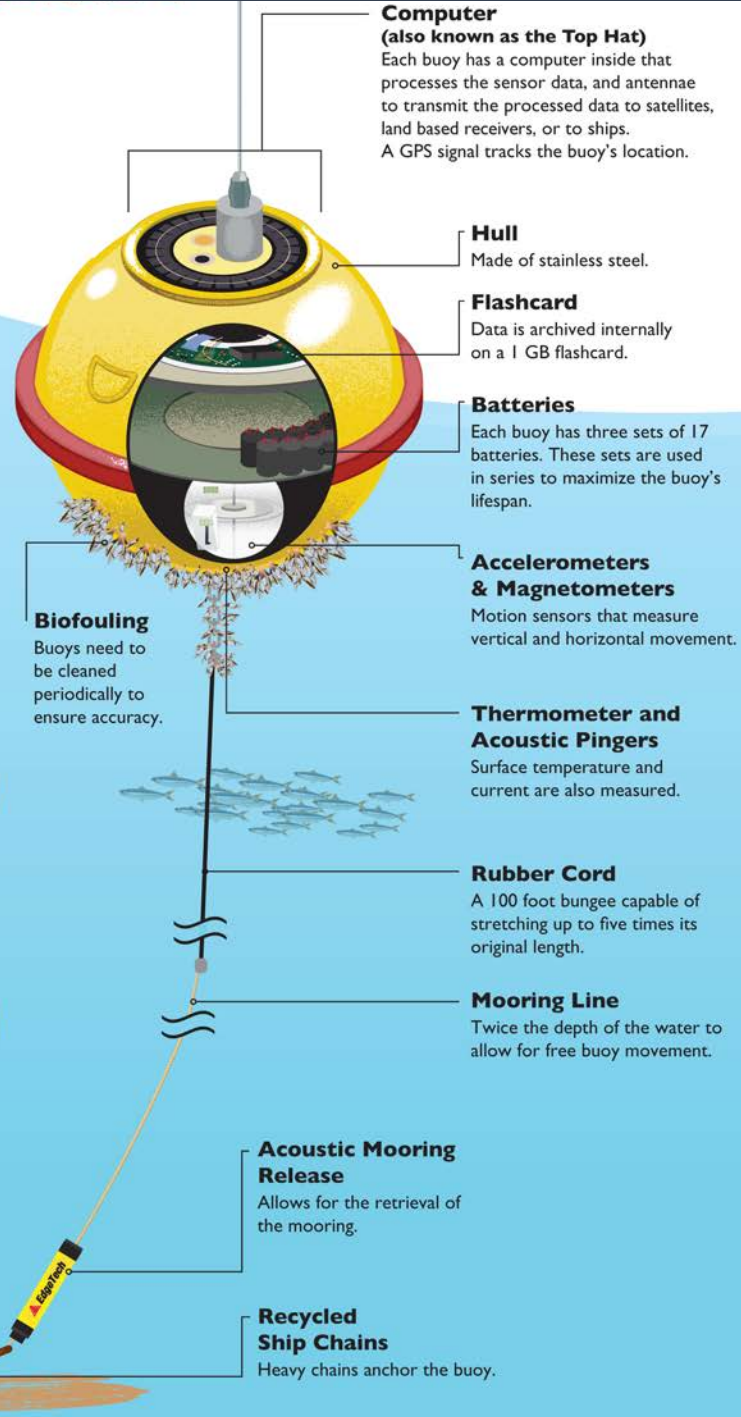 Computer
(also known as the Top Hat)
Each buoy has a computer inside that
processes the sensor data, and antennae
to transmit the processed data to satellites,
land based receivers, or to ships.
A GPS signal tracks the buoy's location.
Hull
Made of stainless steel.
Flashcard
Data is archived internally
on a 1 GB flashcard.
Batteries
Each buoy has three sets of 17
batteries. These sets are used
in series to maximize the buoy's
lifespan.
Accelerometers
& Magnetometers
Motion sensors that measure
vertical and horizontal movement.
Biofouling
Buoys need to
be cleaned
periodically to
ensure accuracy.
Thermometer and
Acoustic Pingers
Surface temperature and
current are also measured.
Rubber Cord
A 100 foot bungee capable of
stretching up to five times its
original length.
Mooring Line
Twice the depth of the water to
allow for free buoy movement.
Acoustic Mooring
Release
Allows for the retrieval of
the mooring.
EdgeTech
Recycled
Ship Chains
Heavy chains anchor the buoy.